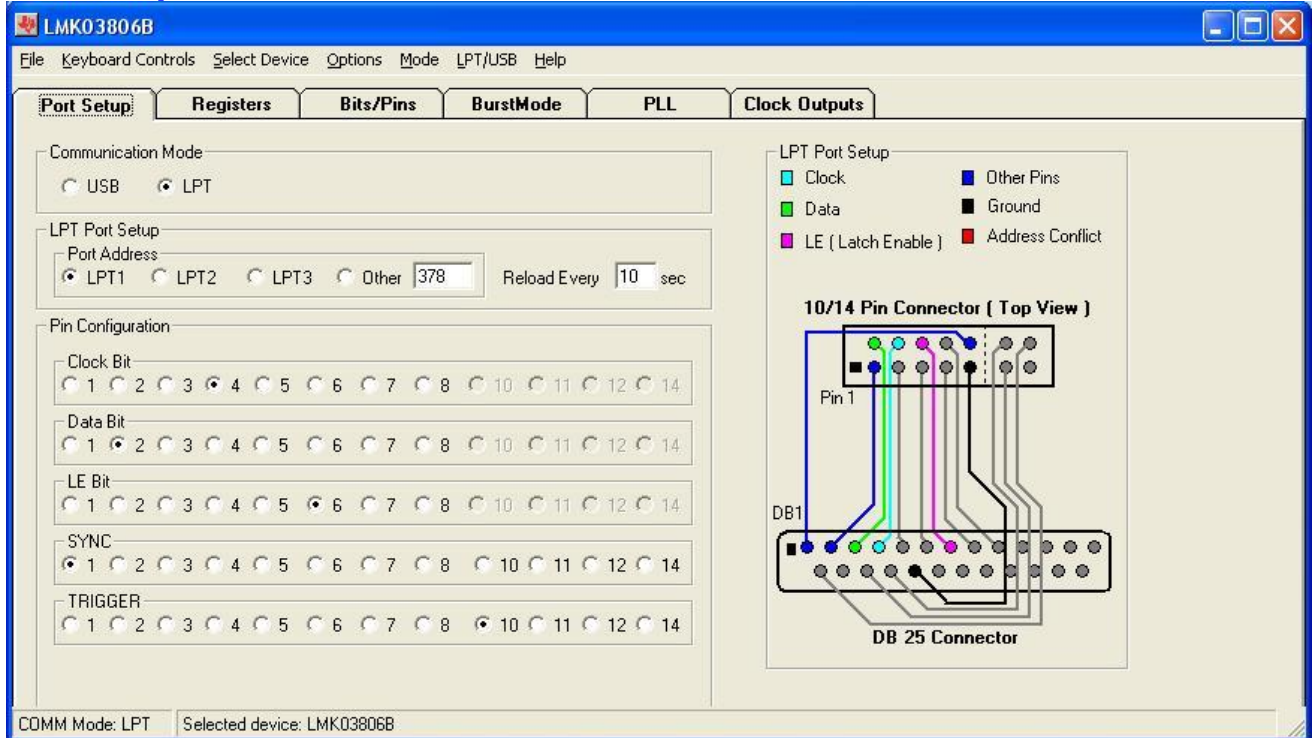 LMK03806B
File Keyboard Controls Select Device Options Mode LPT/USB Help
Port Setup Registers Bits/Pins BurstMode PLL Clock Outputs
Communication Mode
USB LPT
LPT Port Setup
Port Address
LPT1 LPT2 LPT3 Other 378 Reload Every 10 sec
Pin Configuration
Clock Bit
1 2 3 4 5 6 7 8 10 11 12 14
Data Bit
1 2 3 4 5 6 7 8 10 11 12 14
LE Bit
1 2 3 4 5 6 7 8 10 11 12 14
SYNC
1 2 3 4 5 6 7 8 10 11 12 14
TRIGGER
1 2 3 4 5 6 7 8 10 11 12 14
LPT Port Setup
Clock Other Pins
Data Ground
LE ( Latch Enable ) Address Conflict
10/14 Pin Connector ( Top View )
Pin 1
DB1
DB 25 Connector
COMM Mode: LPT Selected device: LMK03806B